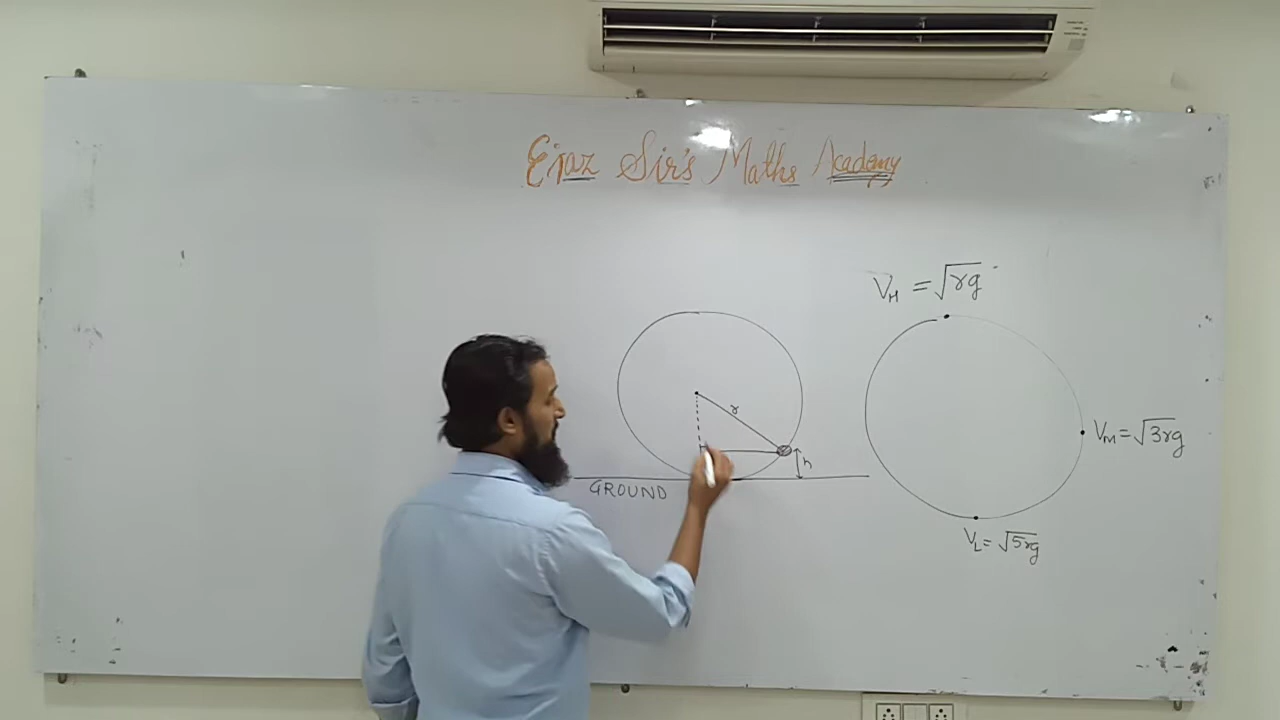 Ejaz Sir's Maths Academy
V_H = √rg
r
V_M = √3rg
h
GROUND
V_L = √5rg